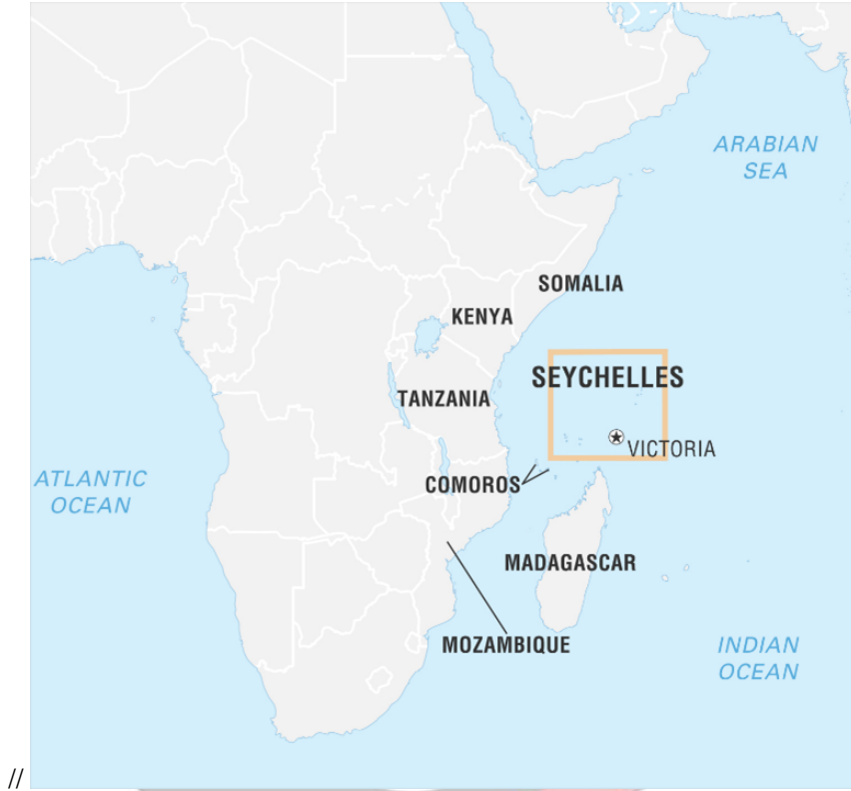 ARABIAN
SEA
SOMALIA
KENYA
SEYCHELLES
TANZANIA
VICTORIA
ATLANTIC
OCEAN
COMOROS
MADAGASCAR
MOZAMBIQUE
INDIAN
OCEAN
//